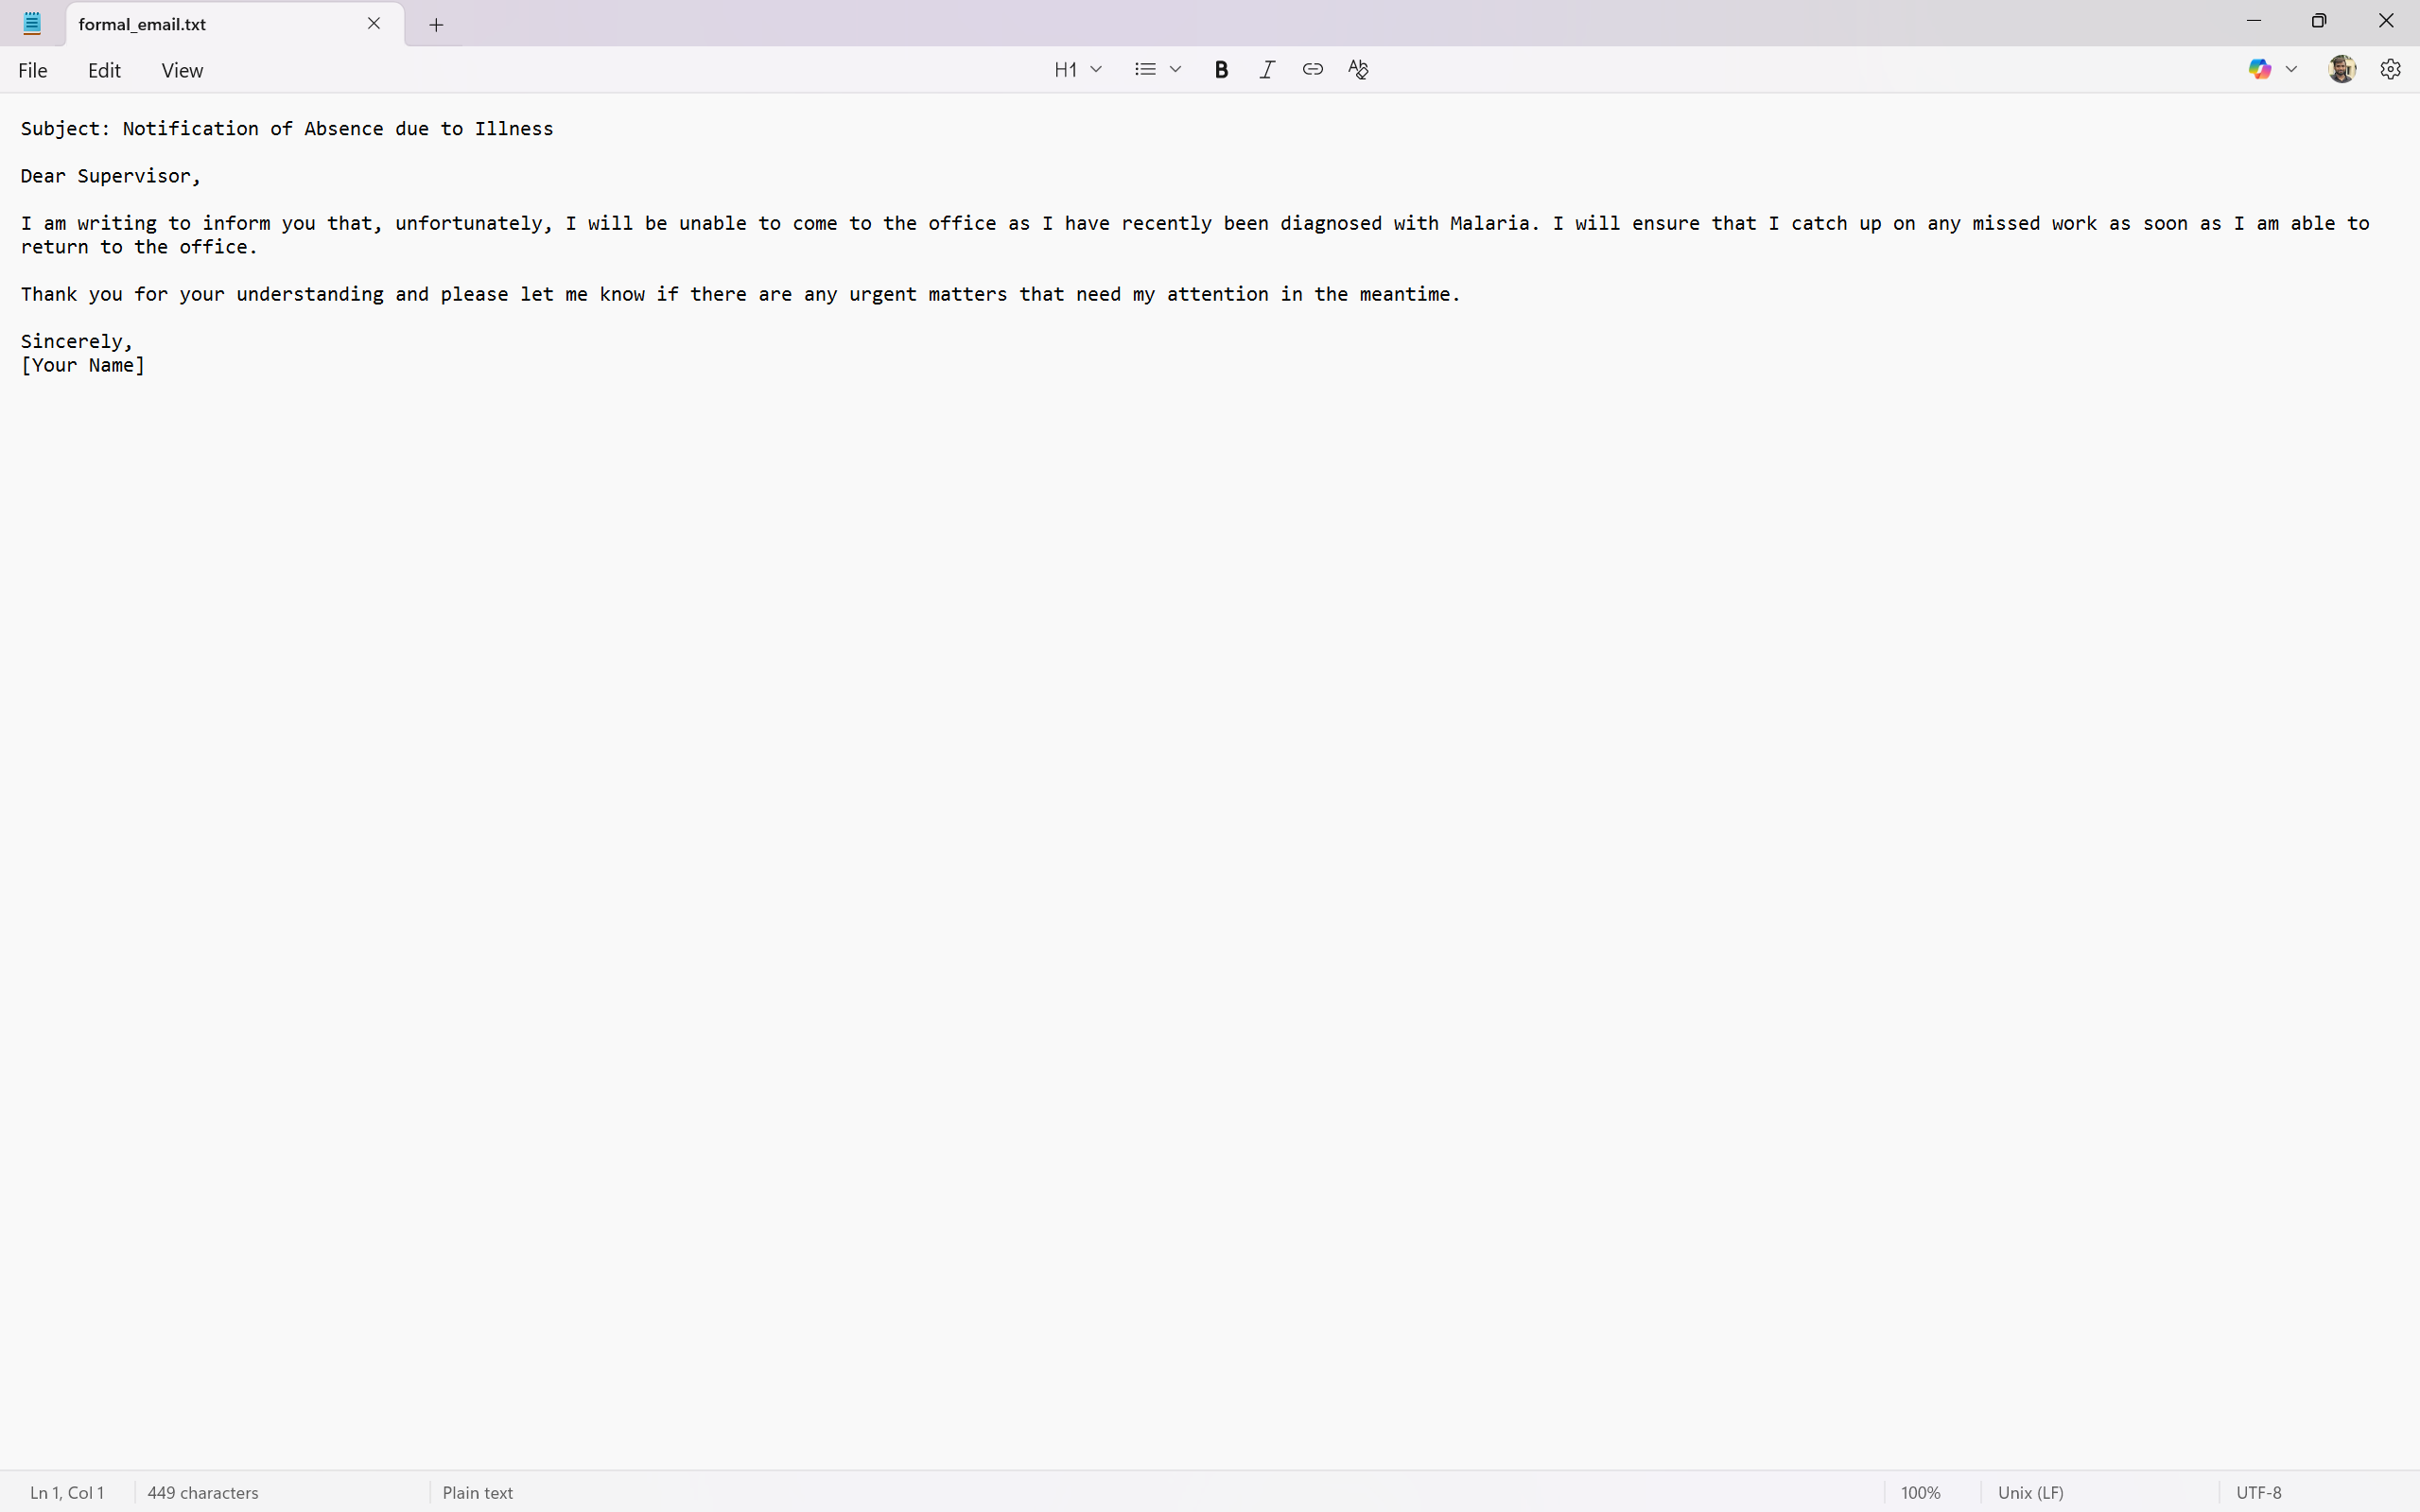 formal_email.txt
File Edit View H1 B I
Subject: Notification of Absence due to Illness
Dear Supervisor,
I am writing to inform you that, unfortunately, I will be unable to come to the office as I have recently been diagnosed with Malaria. I will ensure that I catch up on any missed work as soon as I am able to
return to the office.
Thank you for your understanding and please let me know if there are any urgent matters that need my attention in the meantime.
Sincerely,
[Your Name]
Ln 1, Col 1 449 characters Plain text 100% Unix (LF) UTF-8